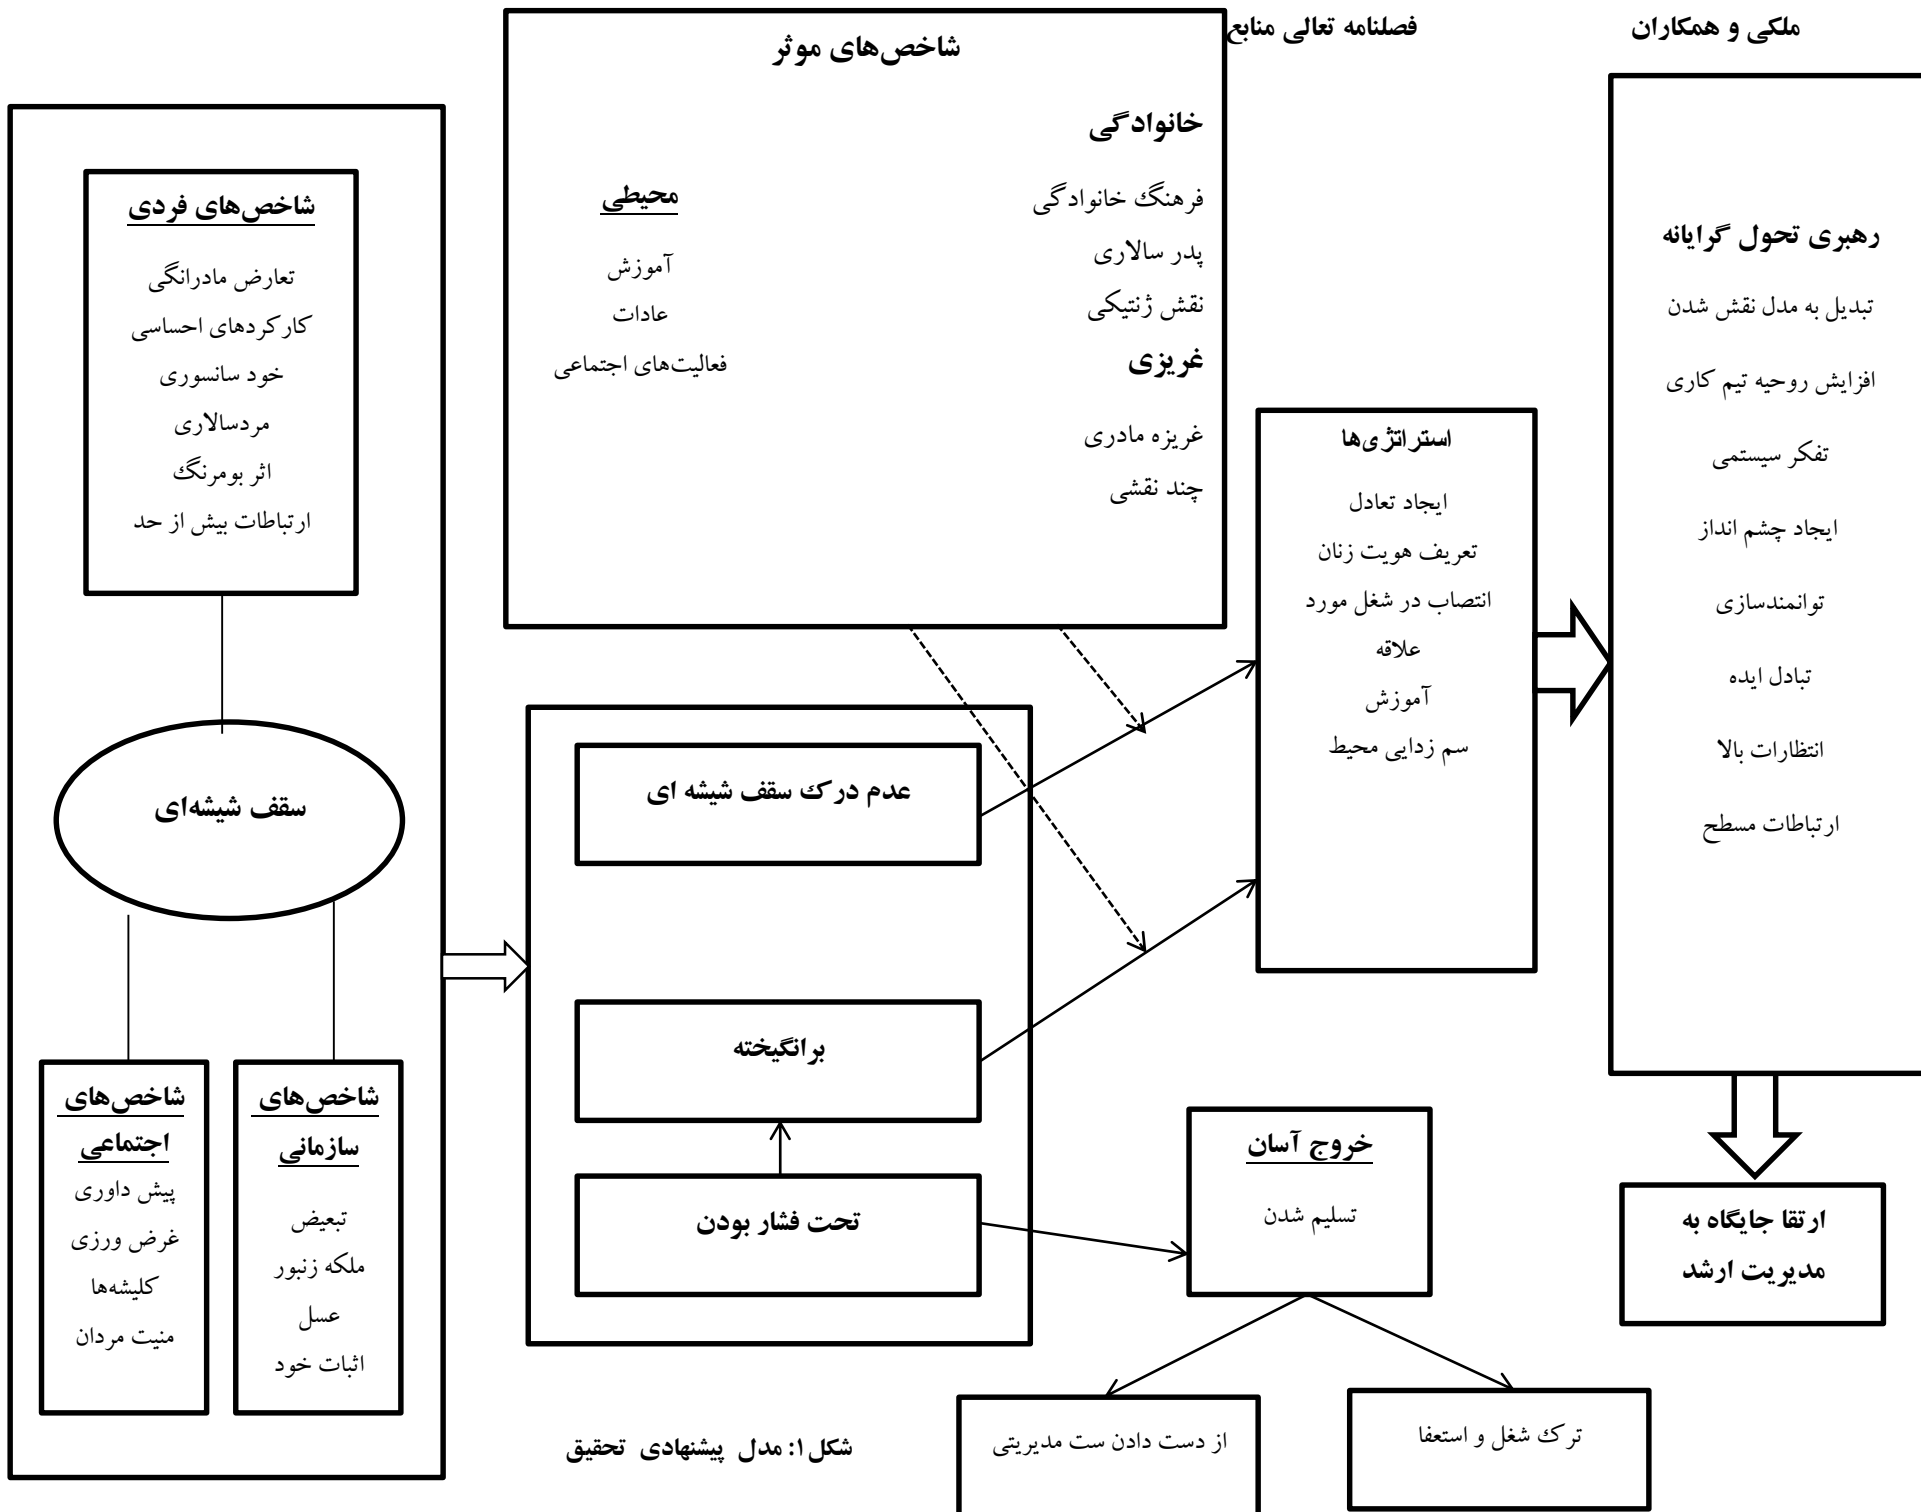 ملکی و همکاران
فصلنامه تعالی منابع
شاخص‌های موثر
خانوادگی
فرهنگ خانوادگی
پدر سالاری
نقش ژنتیکی
غریزی
غریزه مادری
چند نقشی
محیطی
آموزش
عادات
فعالیت‌های اجتماعی
شاخص‌های فردی
تعارض مادرانگی
کارکردهای احساسی
خود سانسوری
مردسالاری
اثر بومرنگ
ارتباطات بیش از حد
سقف شیشه‌ای
شاخص‌های
سازمانی
تبعیض
ملکه زنبور
عسل
اثبات خود
شاخص‌های
اجتماعی
پیش داوری
غرض ورزی
کلیشه‌ها
منیت مردان
عدم درک سقف شیشه ای
برانگیخته
تحت فشار بودن
استراتژی‌ها
ایجاد تعادل
تعریف هویت زنان
انتصاب در شغل مورد
علاقه
آموزش
سم زدایی محیط
رهبری تحول گرایانه
تبدیل به مدل نقش شدن
افزایش روحیه تیم کاری
تفکر سیستمی
ایجاد چشم انداز
توانمندسازی
تبادل ایده
انتظارات بالا
ارتباطات مسطح
ارتقا جایگاه به
مدیریت ارشد
خروج آسان
تسلیم شدن
ترک شغل و استعفا
از دست دادن ست مدیریتی
شکل۱: مدل پیشنهادی تحقیق